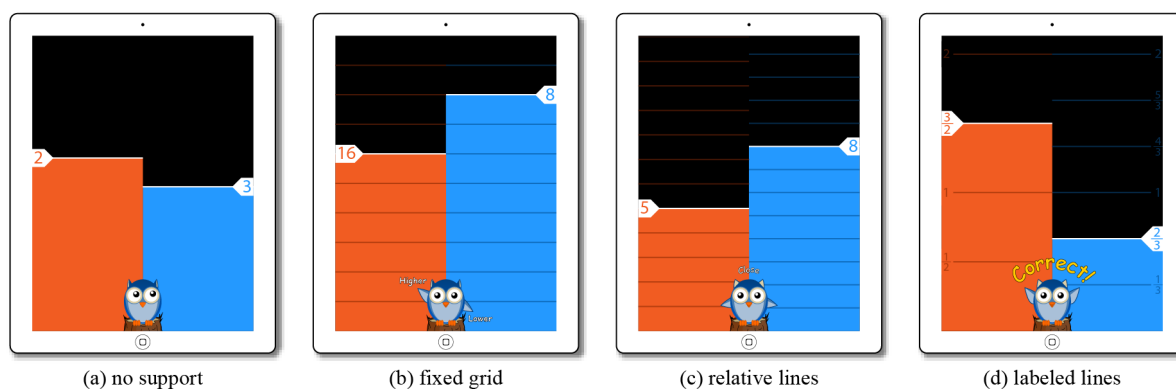 2
3
(a) no support
16
8
Higher
Lower
(b) fixed grid
5
8
Close
(c) relative lines
2
2
3
2
5
3
4
3
1
1
2
3
1
2
Correct!
1
3
(d) labeled lines